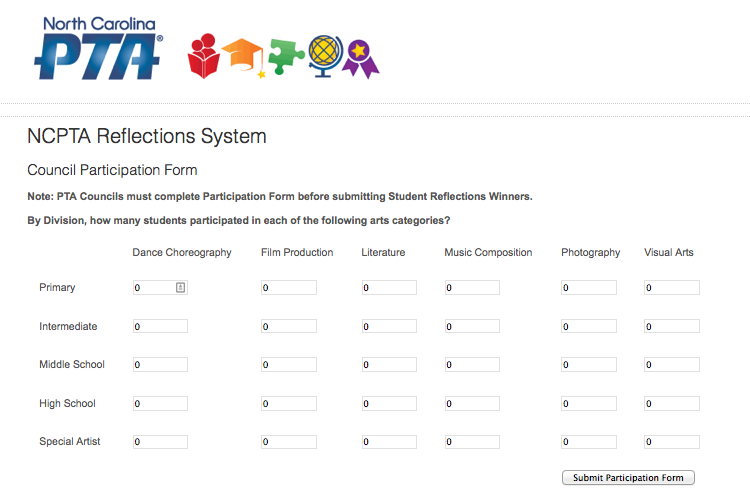 North Carolina
PTA®
NCPTA Reflections System
Council Participation Form
Note: PTA Councils must complete Participation Form before submitting Student Reflections Winners.
By Division, how many students participated in each of the following arts categories?
Dance Choreography Film Production Literature Music Composition Photography Visual Arts
Primary 0 0 0 0 0 0
Intermediate 0 0 0 0 0 0
Middle School 0 0 0 0 0 0
High School 0 0 0 0 0 0
Special Artist 0 0 0 0 0 0
Submit Participation Form